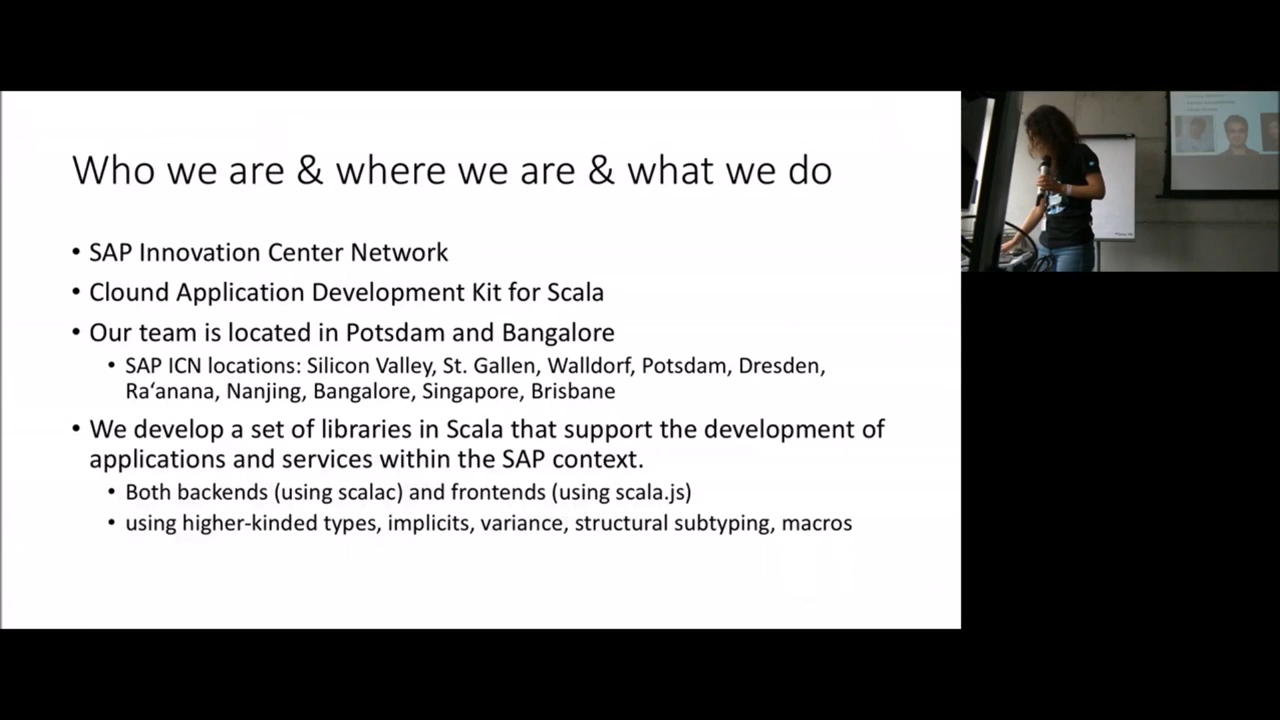 Who we are & where we are & what we do
• SAP Innovation Center Network
• Clound Application Development Kit for Scala
• Our team is located in Potsdam and Bangalore
• SAP ICN locations: Silicon Valley, St. Gallen, Walldorf, Potsdam, Dresden,
Ra‘anana, Nanjing, Bangalore, Singapore, Brisbane
• We develop a set of libraries in Scala that support the development of
applications and services within the SAP context.
• Both backends (using scalac) and frontends (using scala.js)
• using higher-kinded types, implicits, variance, structural subtyping, macros